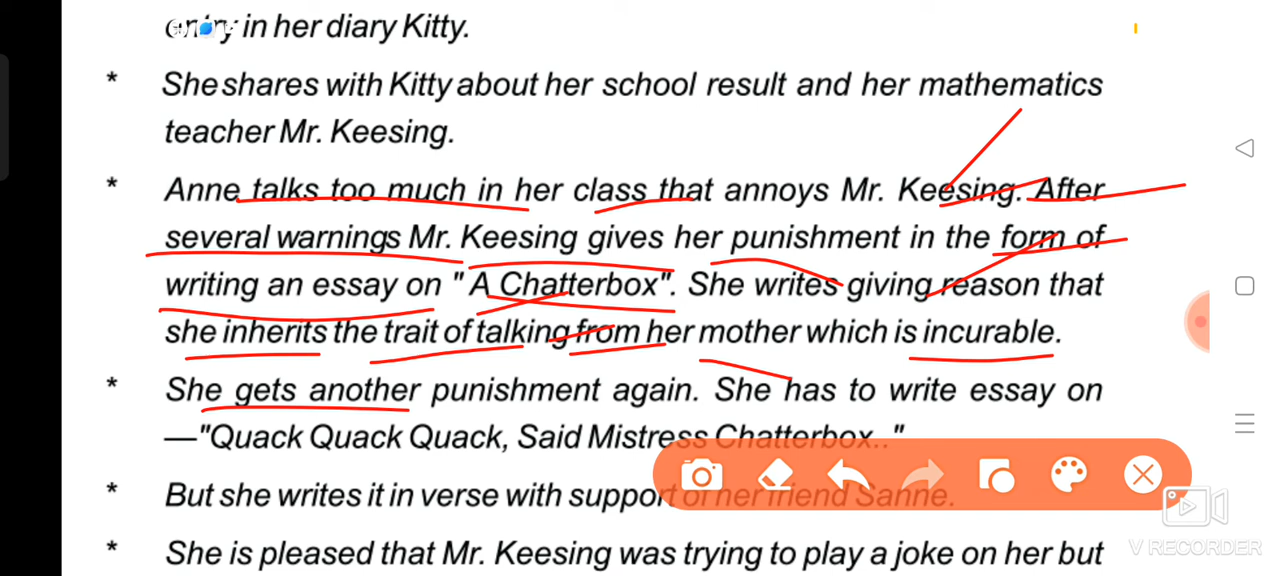 entry in her diary Kitty.
* She shares with Kitty about her school result and her mathematics
teacher Mr. Keesing.
* Anne talks too much in her class that annoys Mr. Keesing. After
several warnings Mr. Keesing gives her punishment in the form of
writing an essay on "A Chatterbox". She writes giving reason that
she inherits the trait of talking from her mother which is incurable.
* She gets another punishment again. She has to write essay on
—"Quack Quack Quack, Said Mistress Chatterbox.."
* But she writes it in verse with support of her friend Sanne.
* She is pleased that Mr. Keesing was trying to play a joke on her but
V RECORDER